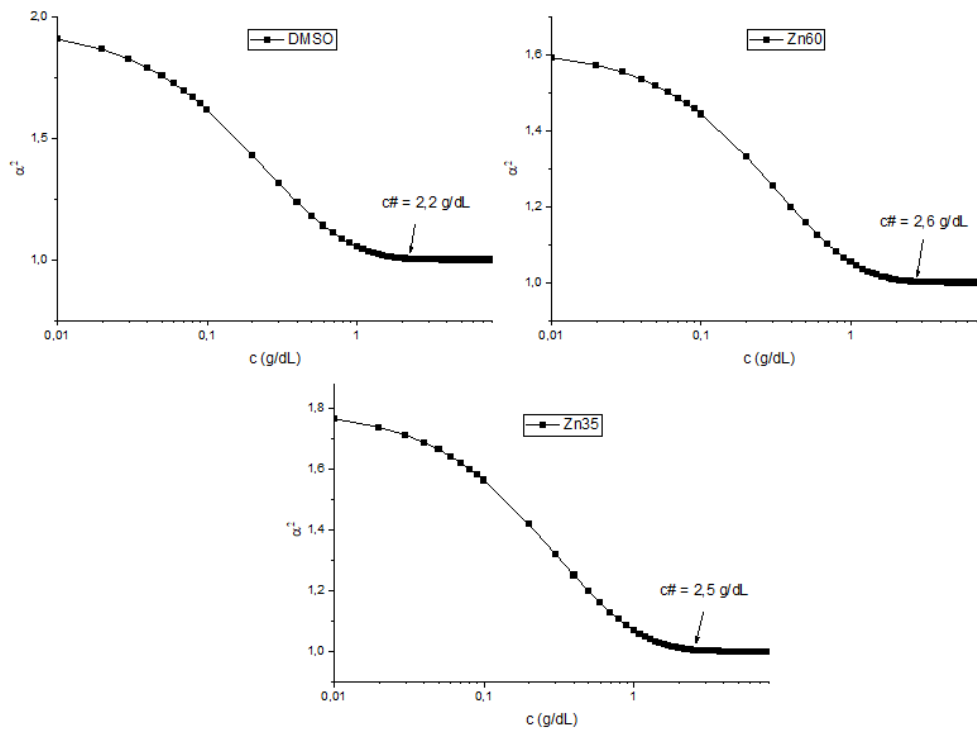 DMSO
2,0
1,5
1,0
α²
c# = 2,2 g/dL
0,01
0,1
1
c (g/dL)
Zn60
1,6
1,4
1,2
1,0
α²
c# = 2,6 g/dL
0,01
0,1
1
c (g/dL)
Zn35
1,8
1,6
1,4
1,2
1,0
α²
c# = 2,5 g/dL
0,01
0,1
1
c (g/dL)